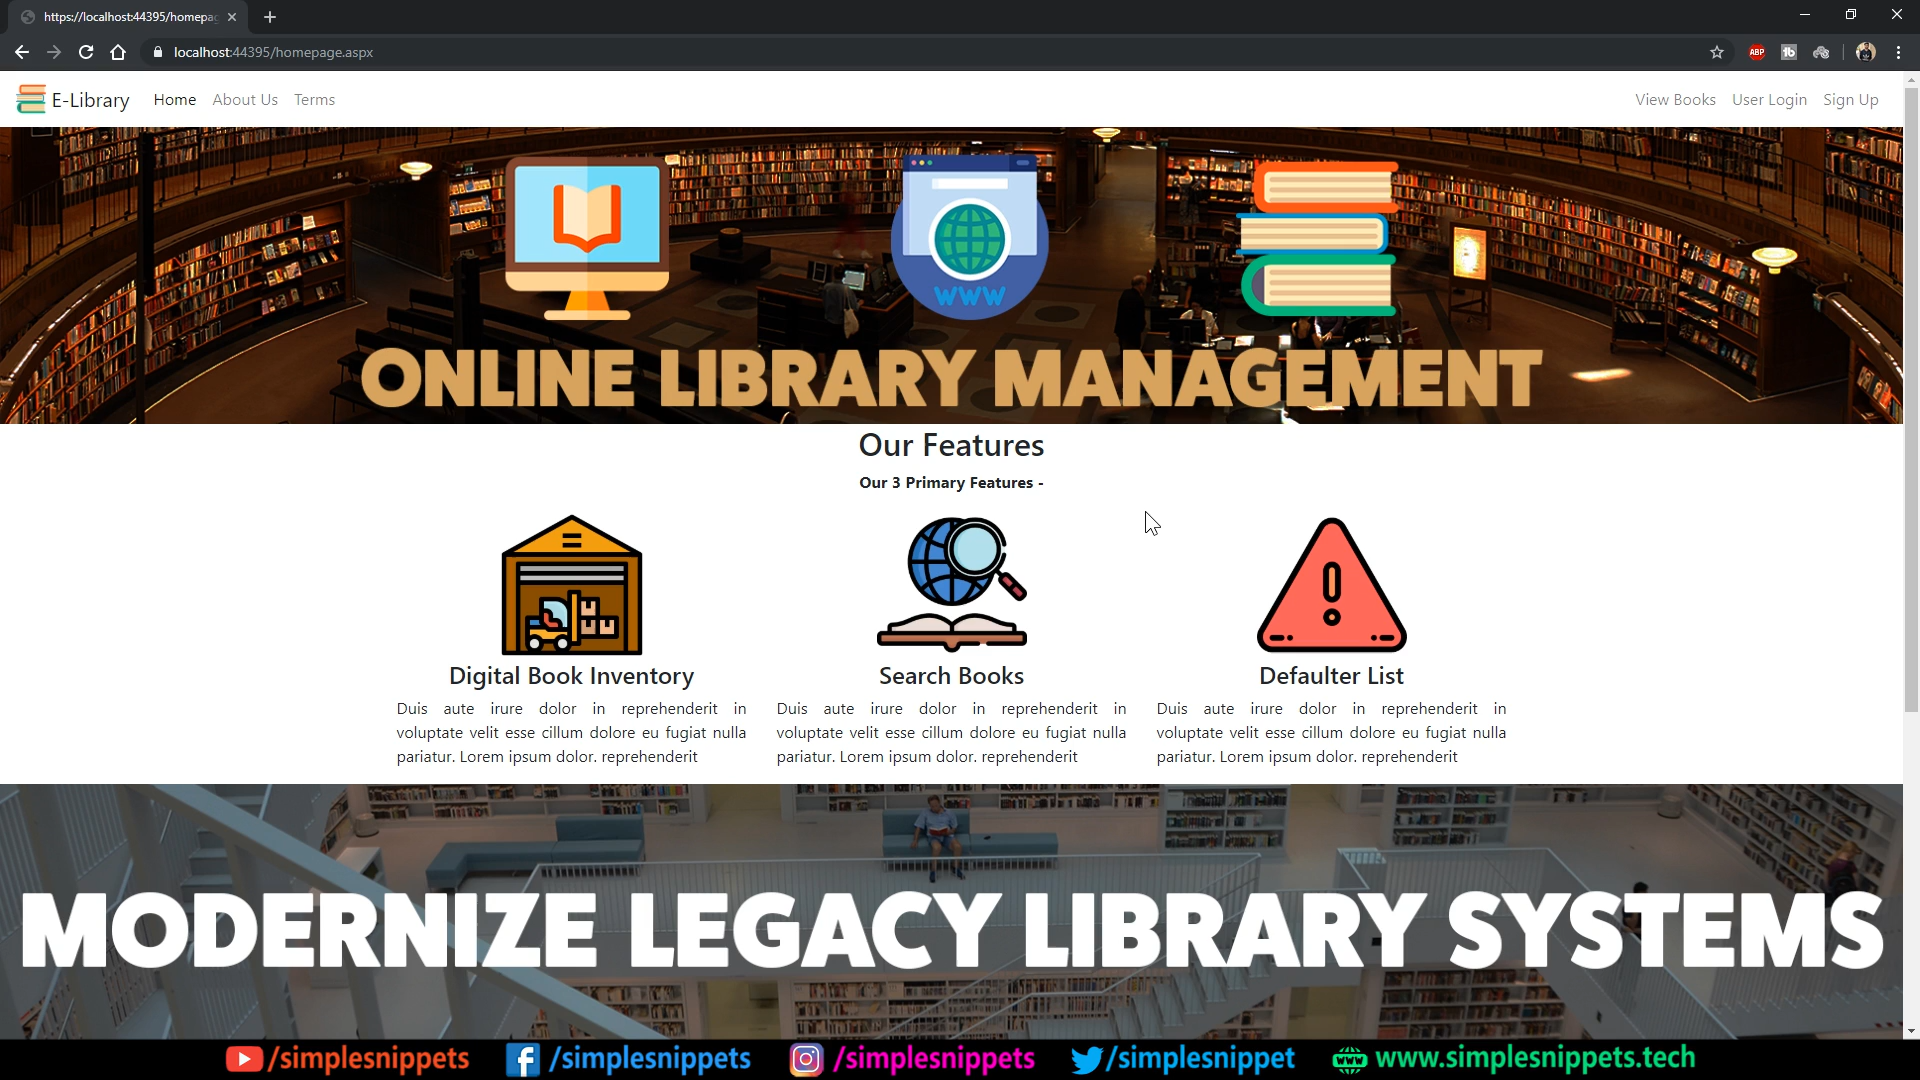 https://localhost:44395/homepag
localhost:44395/homepage.aspx
ABP
E-Library
Home
About Us
Terms
View Books
User Login
Sign Up
WWW
ONLINE LIBRARY MANAGEMENT
Our Features
Our 3 Primary Features -
Digital Book Inventory
Duis aute irure dolor in reprehenderit in
voluptate velit esse cillum dolore eu fugiat nulla
pariatur. Lorem ipsum dolor. reprehenderit
Search Books
Duis aute irure dolor in reprehenderit in
voluptate velit esse cillum dolore eu fugiat nulla
pariatur. Lorem ipsum dolor. reprehenderit
Defaulter List
Duis aute irure dolor in reprehenderit in
voluptate velit esse cillum dolore eu fugiat nulla
pariatur. Lorem ipsum dolor. reprehenderit
MODERNIZE LEGACY LIBRARY SYSTEMS
/simplesnippets
/simplesnippets
/simplesnippets
/simplesnippet
www.simplesnippets.tech